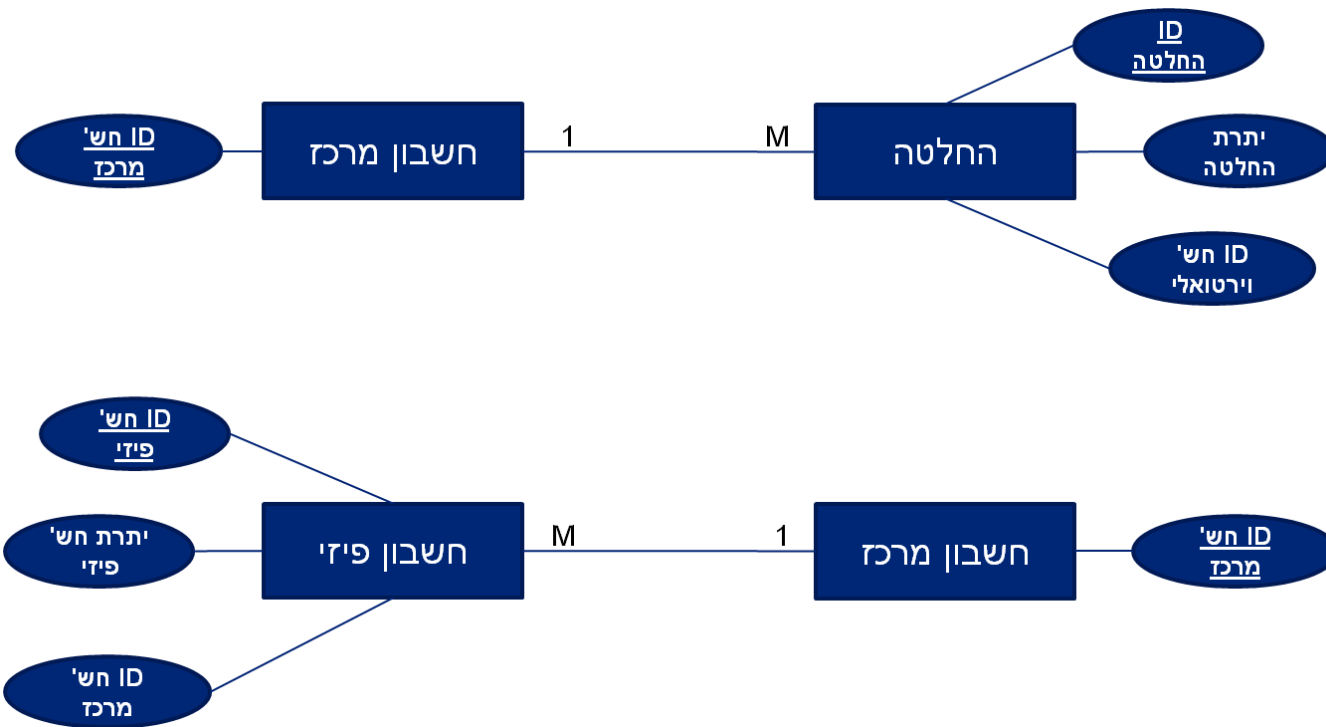 ID
החלטה
ID חש'
מרכז
חשבון מרכז
1
M
החלטה
יתרת
החלטה
ID חש'
וירטואלי
ID חש'
פיזי
יתרת חש'
פיזי
חשבון פיזי
M
1
חשבון מרכז
ID חש'
מרכז
ID חש'
מרכז